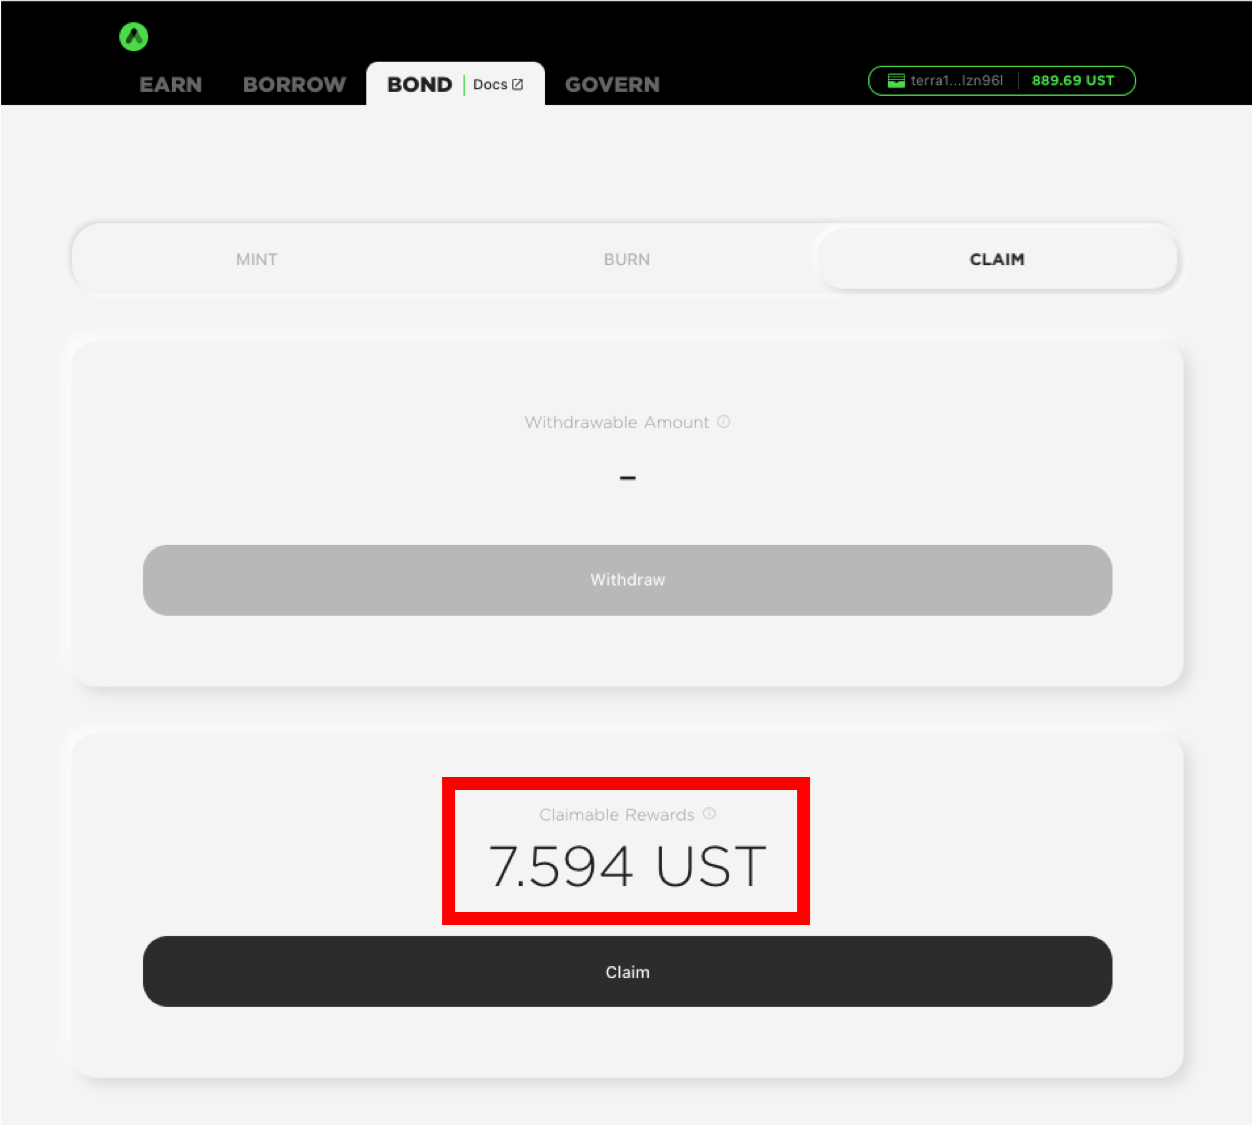 EARN BORROW BOND Docs GOVERN terra1...lzn96l 889.69 UST
MINT BURN CLAIM
Withdrawable Amount
–
Withdraw
Claimable Rewards
7.594 UST
Claim